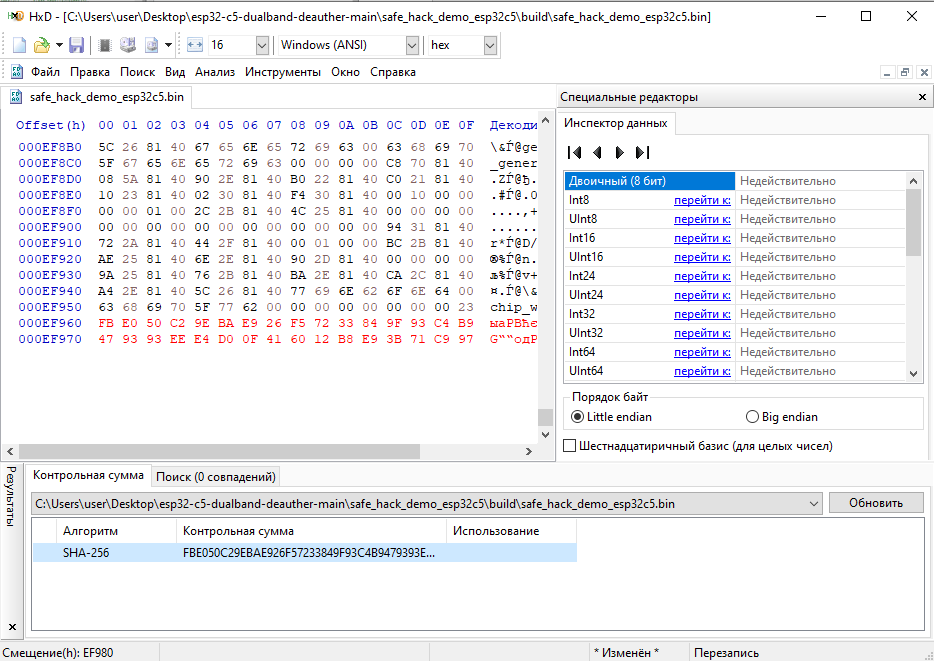 HxD - [C:\Users\user\Desktop\esp32-c5-dualband-deauther-main\safe_hack_demo_esp32c5\build\safe_hack_demo_esp32c5.bin]
16 Windows (ANSI) hex
Файл Правка Поиск Вид Анализ Инструменты Окно Справка
safe_hack_demo_esp32c5.bin
Offset(h) 00 01 02 03 04 05 06 07 08 09 0A 0B 0C 0D 0E 0F Декоди
000EF8B0 5C 26 81 40 67 65 6E 65 72 69 63 00 63 68 69 70 \&Ѓ@ge
000EF8C0 5F 67 65 6E 65 72 69 63 00 00 00 00 C8 70 81 40 _gener
000EF8D0 08 5A 81 40 90 2E 81 40 B0 22 81 40 C0 21 81 40 .ZЃ@ђ.
000EF8E0 10 23 81 40 02 30 81 40 F4 30 81 40 00 10 00 00 .#Ѓ@.0
000EF8F0 00 00 01 00 2C 2B 81 40 4C 25 81 40 00 00 00 00 ....,+
000EF900 00 00 00 00 00 00 00 00 00 00 00 00 94 31 81 40 ......
000EF910 72 2A 81 40 44 2F 81 40 00 01 00 00 BC 2B 81 40 r*Ѓ@D/
000EF920 AE 25 81 40 6E 2E 81 40 90 2D 81 40 00 00 00 00 ®%Ѓ@n.
000EF930 9A 25 81 40 76 2B 81 40 BA 2E 81 40 CA 2C 81 40 љ%Ѓ@v+
000EF940 A4 2E 81 40 5C 26 81 40 77 69 6E 62 6F 6E 64 00 ¤.Ѓ@\&
000EF950 63 68 69 70 5F 77 62 00 00 00 00 00 00 00 00 23 chip_w
000EF960 FB E0 50 C2 9E BA E9 26 F5 72 33 84 9F 93 C4 B9 ыаPВћє
000EF970 47 93 93 EE E4 D0 0F 41 60 12 B8 E9 3B 71 C9 97 G““одР
Специальные редакторы
Инспектор данных
Двоичный (8 бит) Недействительно
Int8 перейти к: Недействительно
UInt8 перейти к: Недействительно
Int16 перейти к: Недействительно
UInt16 перейти к: Недействительно
Int24 перейти к: Недействительно
UInt24 перейти к: Недействительно
Int32 перейти к: Недействительно
UInt32 перейти к: Недействительно
Int64 перейти к: Недействительно
UInt64 перейти к: Недействительно
Порядок байт
Little endian Big endian
Шестнадцатиричный базис (для целых чисел)
Результаты
Контрольная сумма Поиск (0 совпадений)
C:\Users\user\Desktop\esp32-c5-dualband-deauther-main\safe_hack_demo_esp32c5\build\safe_hack_demo_esp32c5.bin Обновить
Алгоритм Контрольная сумма Использование
SHA-256 FBE050C29EBAE926F57233849F93C4B9479393E...
Смещение(h): EF980 * Изменён * Перезапись